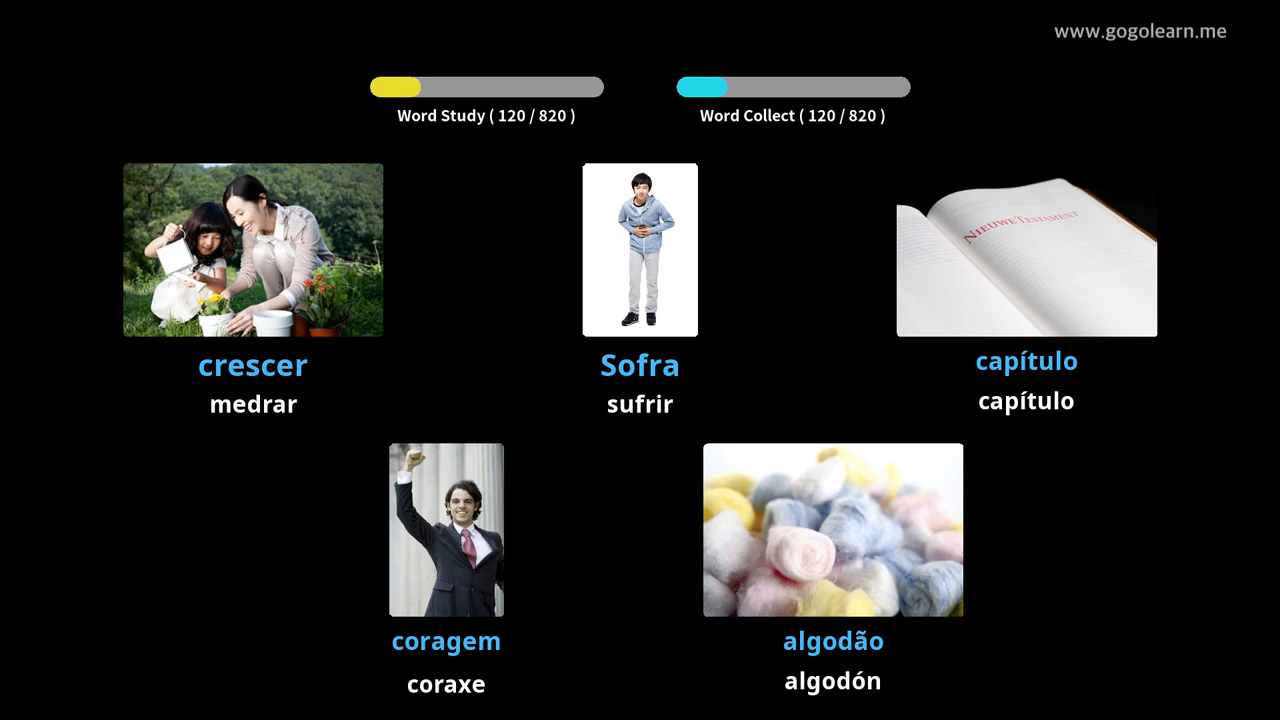 www.gogolearn.me
Word Study ( 120 / 820 )
Word Collect ( 120 / 820 )
NIEUWE TESTAMENT
crescer
medrar
Sofra
sufrir
capítulo
capítulo
coragem
coraxe
algodão
algodón